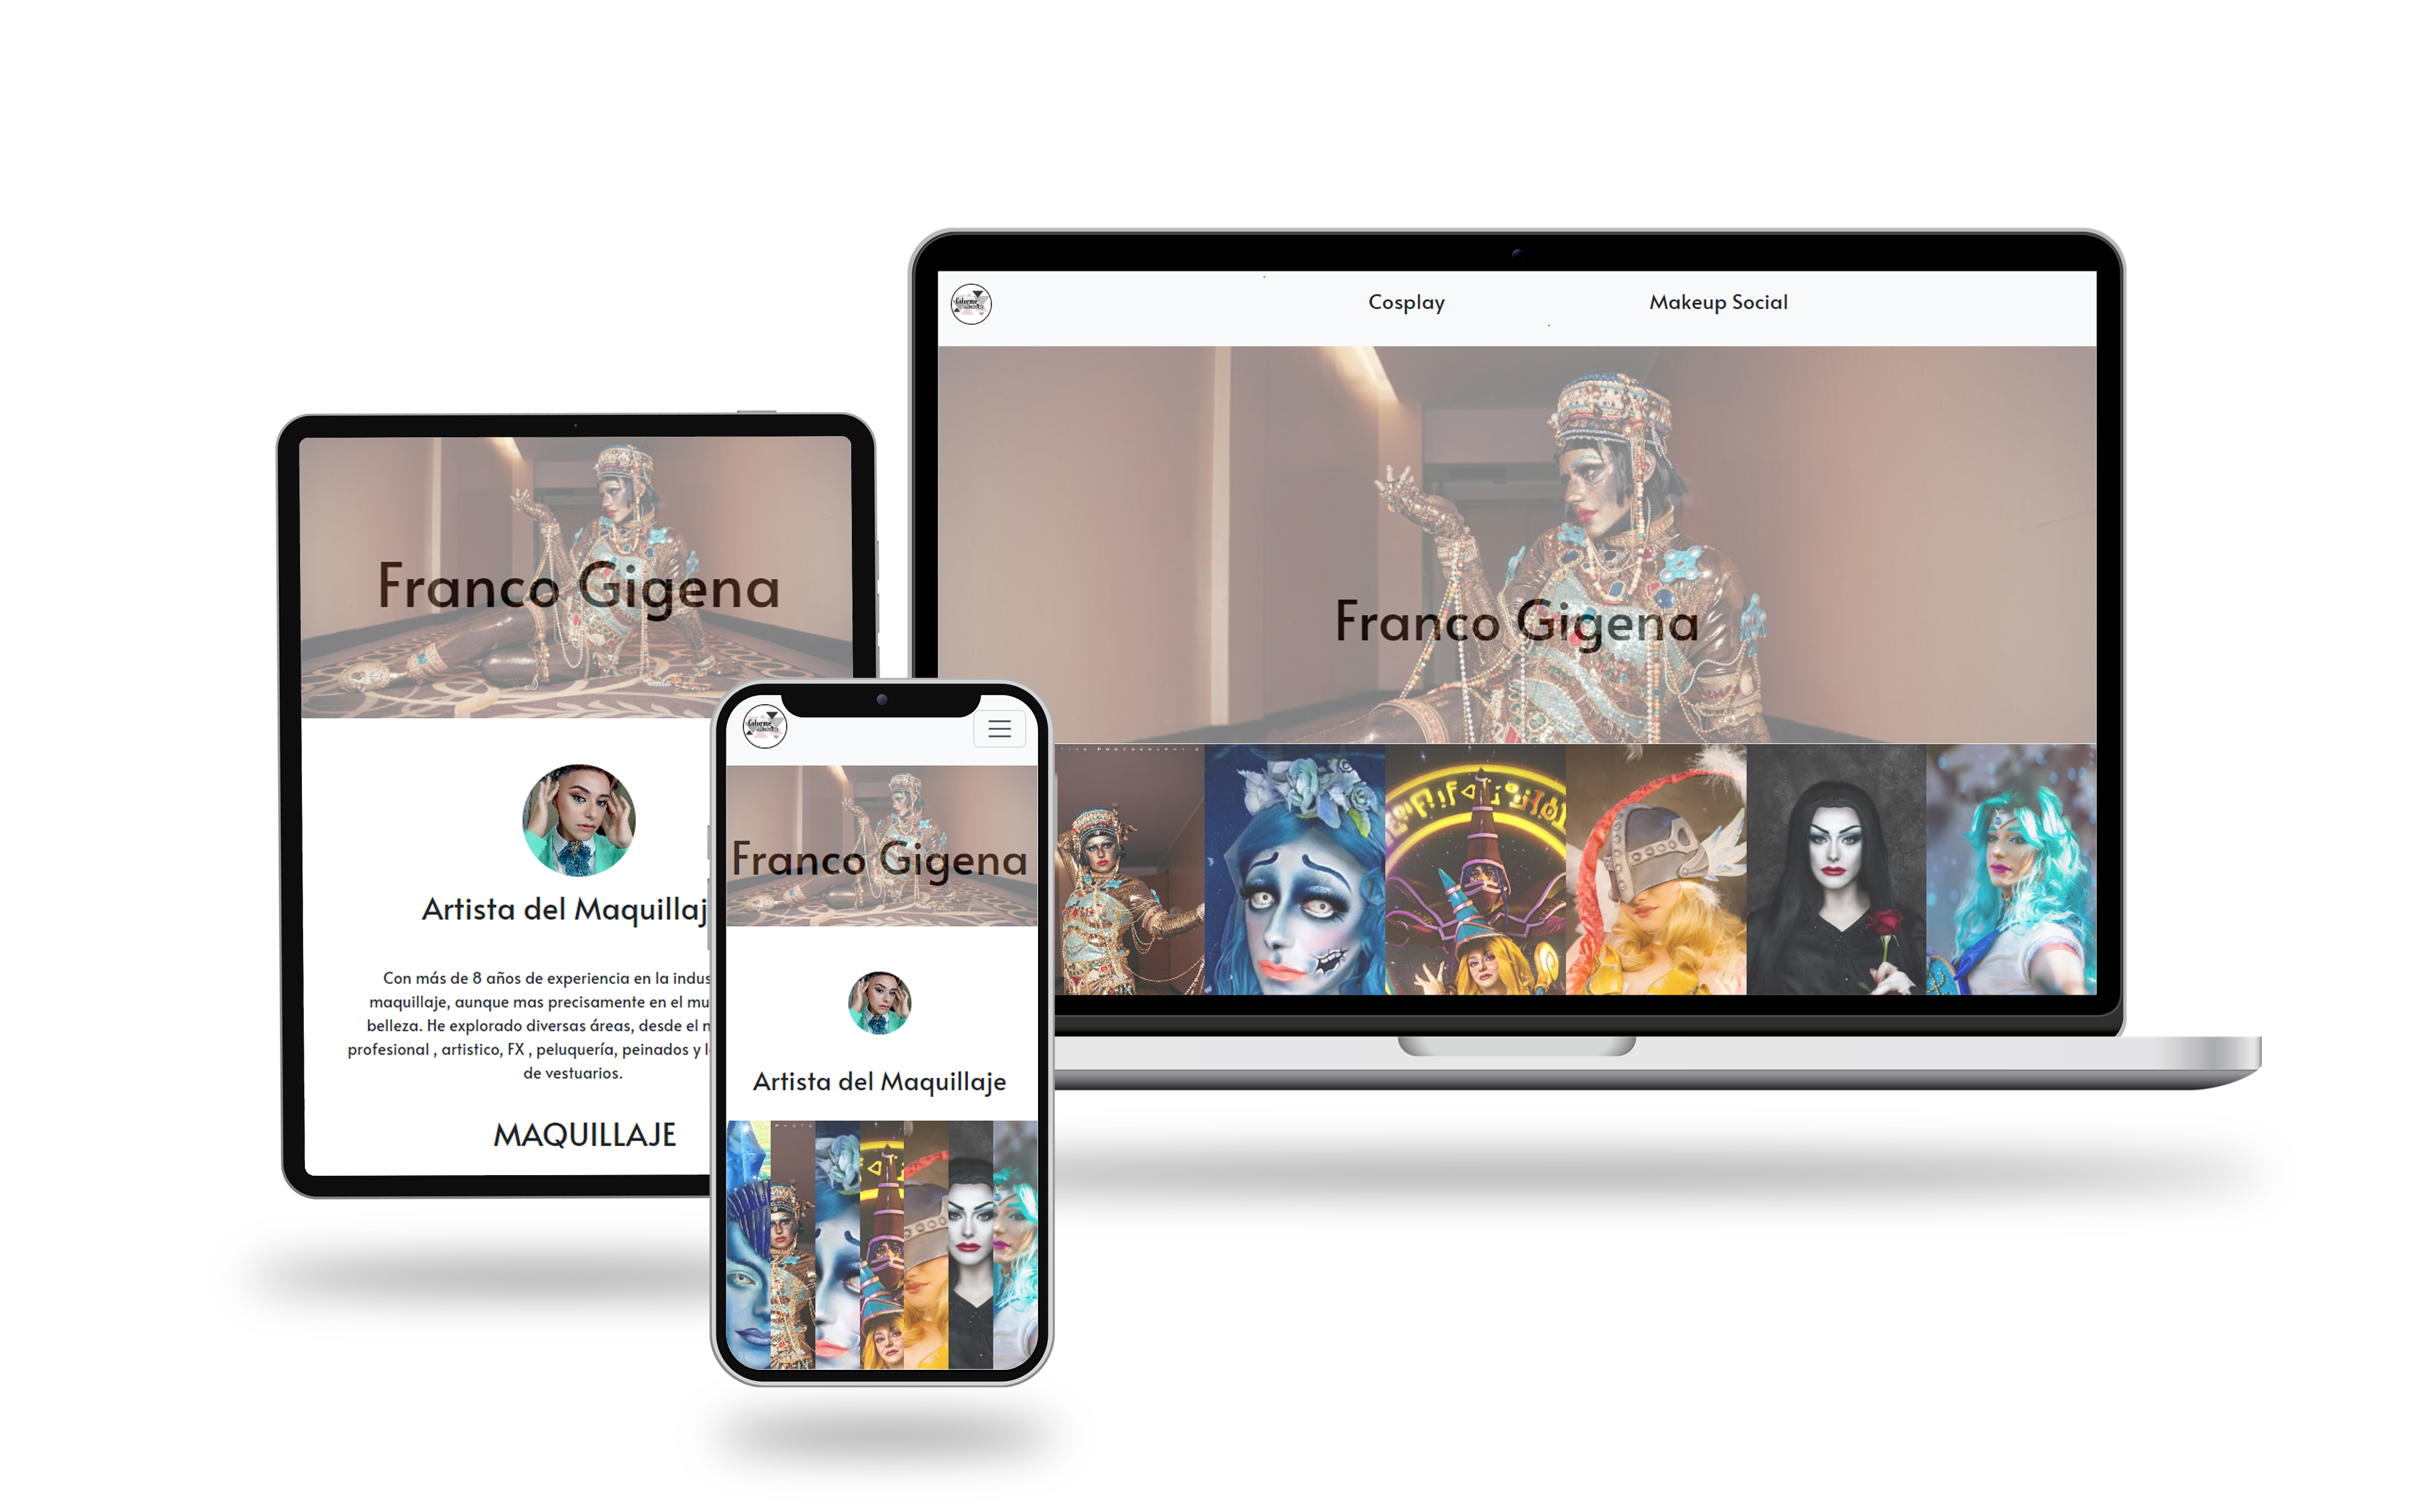 Cosplay
Makeup Social
Franco Gigena
Franco Gigena
Artista del Maquillaj
Con más de 8 años de experiencia en la indus
maquillaje, aunque mas precisamente en el mu
belleza. He explorado diversas áreas, desde el
profesional , artistico, FX , peluquería, peinados y
de vestuarios.
MAQUILLAJE
Franco Gigena
Artista del Maquillaje